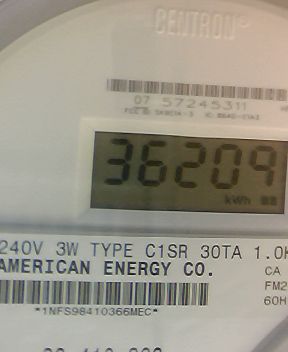 CENTRON®
07 57245311
36209
kWh
240V 3W TYPE C1SR 30TA 1.0K
AMERICAN ENERGY CO.
CA
FM2
60H
*1NFS98410366MEC*